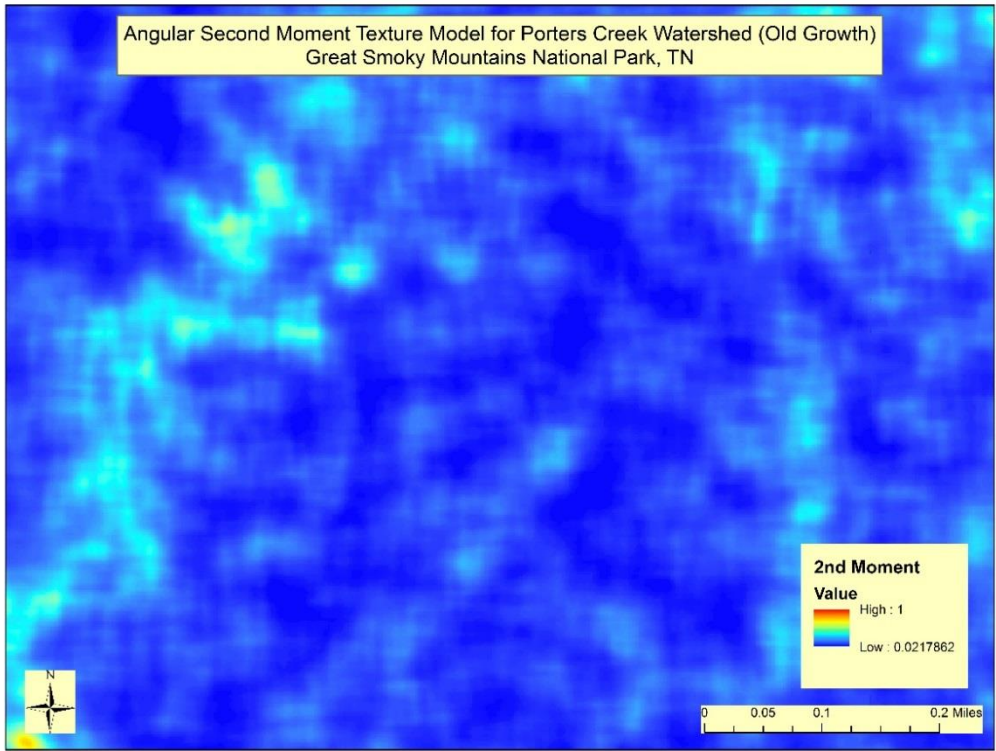 Angular Second Moment Texture Model for Porters Creek Watershed (Old Growth)
Great Smoky Mountains National Park, TN
2nd Moment
Value
High : 1
Low : 0.0217862
N
0 0.05 0.1 0.2 Miles